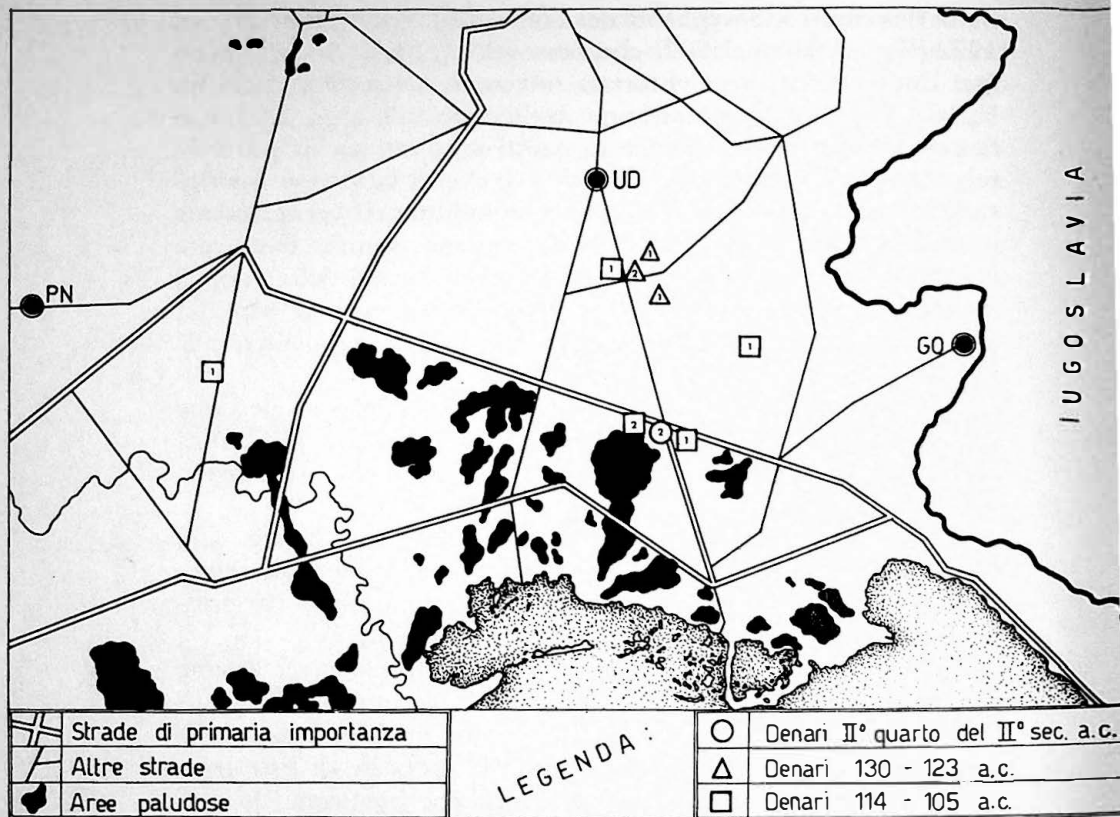 UD
1
1
2
1
PN
IUGOSLAVIA
1
GO
1
2
2
1
Strade di primaria importanza
Altre strade
Aree paludose
LEGENDA:
Denari II° quarto del II° sec. a.c.
Denari 130 - 123 a.c.
Denari 114 - 105 a.c.